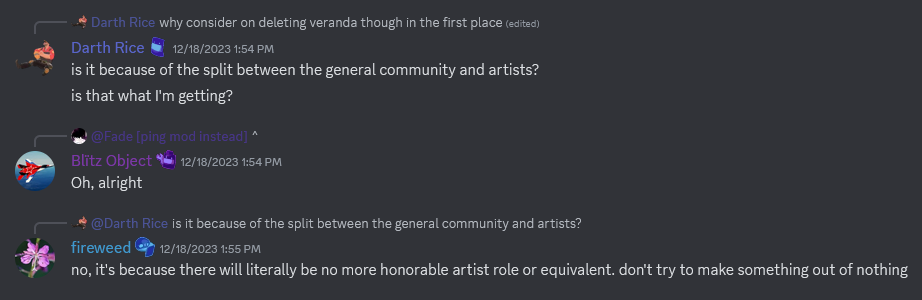 Darth Rice why consider on deleting veranda though in the first place (edited)
Darth Rice 12/18/2023 1:54 PM
is it because of the split between the general community and artists?
is that what I'm getting?
@Fade [ping mod instead] ^
Blïtz Object 12/18/2023 1:54 PM
Oh, alright
@Darth Rice is it because of the split between the general community and artists?
fireweed 12/18/2023 1:55 PM
no, it's because there will literally be no more honorable artist role or equivalent. don't try to make something out of nothing